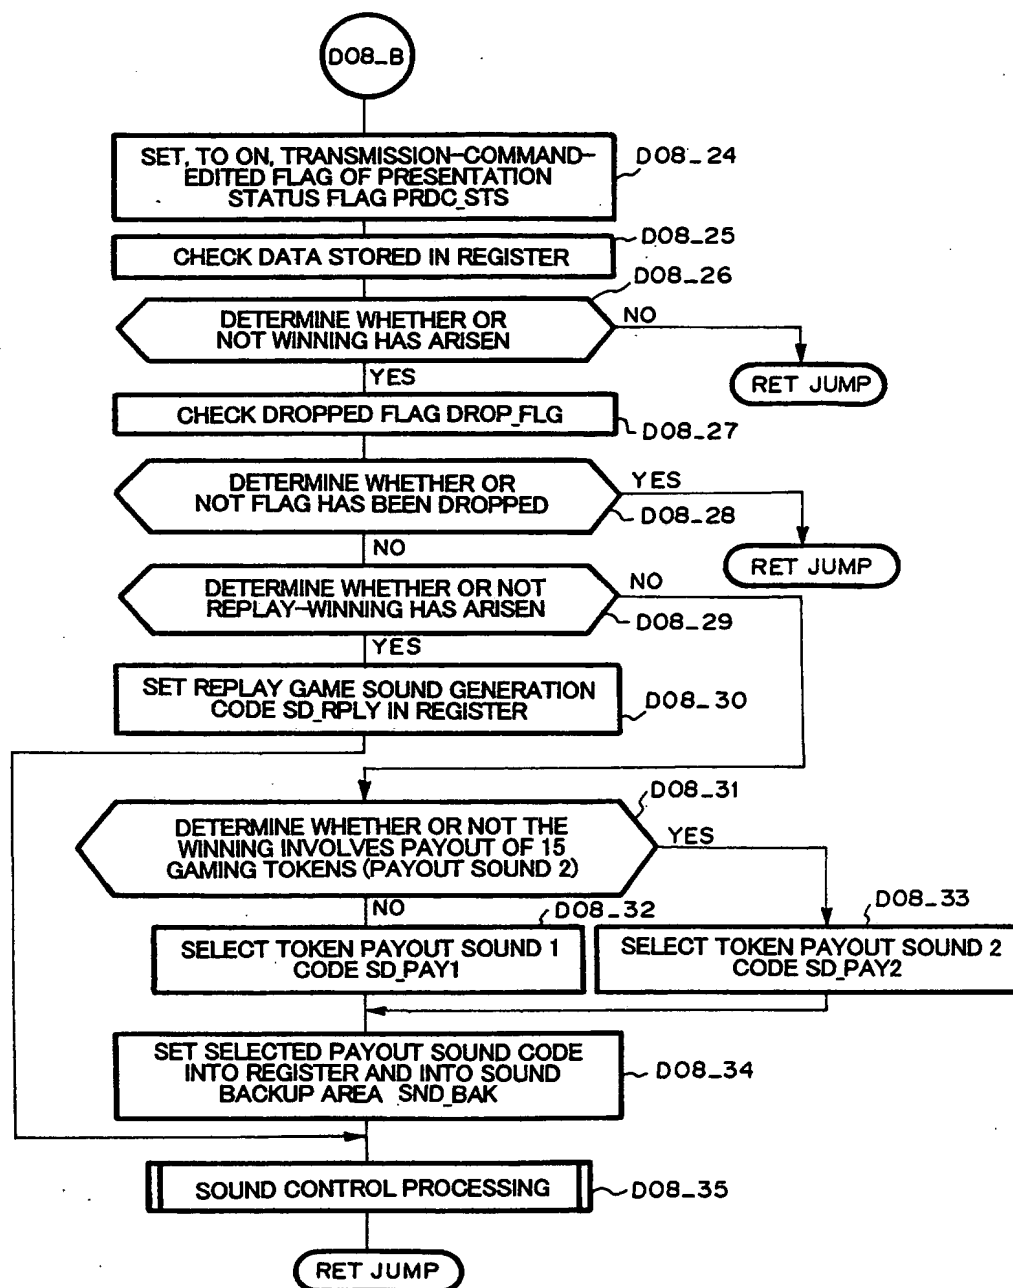 D08_B
SET, TO ON, TRANSMISSION-COMMAND-
EDITED FLAG OF PRESENTATION
STATUS FLAG PRDC_STS
D08_24
D08_25
CHECK DATA STORED IN REGISTER
D08_26
DETERMINE WHETHER OR
NOT WINNING HAS ARISEN
NO
RET JUMP
YES
CHECK DROPPED FLAG DROP_FLG
D08_27
DETERMINE WHETHER OR
NOT FLAG HAS BEEN DROPPED
YES
D08_28
RET JUMP
NO
DETERMINE WHETHER OR NOT
REPLAY-WINNING HAS ARISEN
NO
D08_29
YES
SET REPLAY GAME SOUND GENERATION
CODE SD_RPLY IN REGISTER
D08_30
D08_31
DETERMINE WHETHER OR NOT THE
WINNING INVOLVES PAYOUT OF 15
GAMING TOKENS (PAYOUT SOUND 2)
YES
NO
D08_32
D08_33
SELECT TOKEN PAYOUT SOUND 1
CODE SD_PAY1
SELECT TOKEN PAYOUT SOUND 2
CODE SD_PAY2
SET SELECTED PAYOUT SOUND CODE
INTO REGISTER AND INTO SOUND
BACKUP AREA SND_BAK
D08_34
SOUND CONTROL PROCESSING
D08_35
RET JUMP